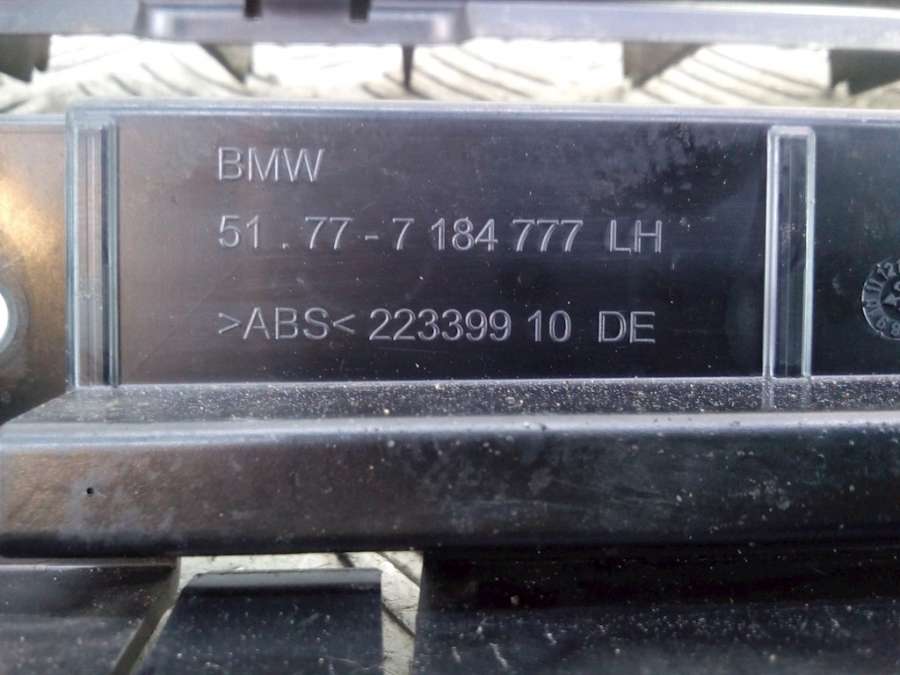 BMW
51 . 77 - 7 184 777 LH
>ABS< 223399 10 DE